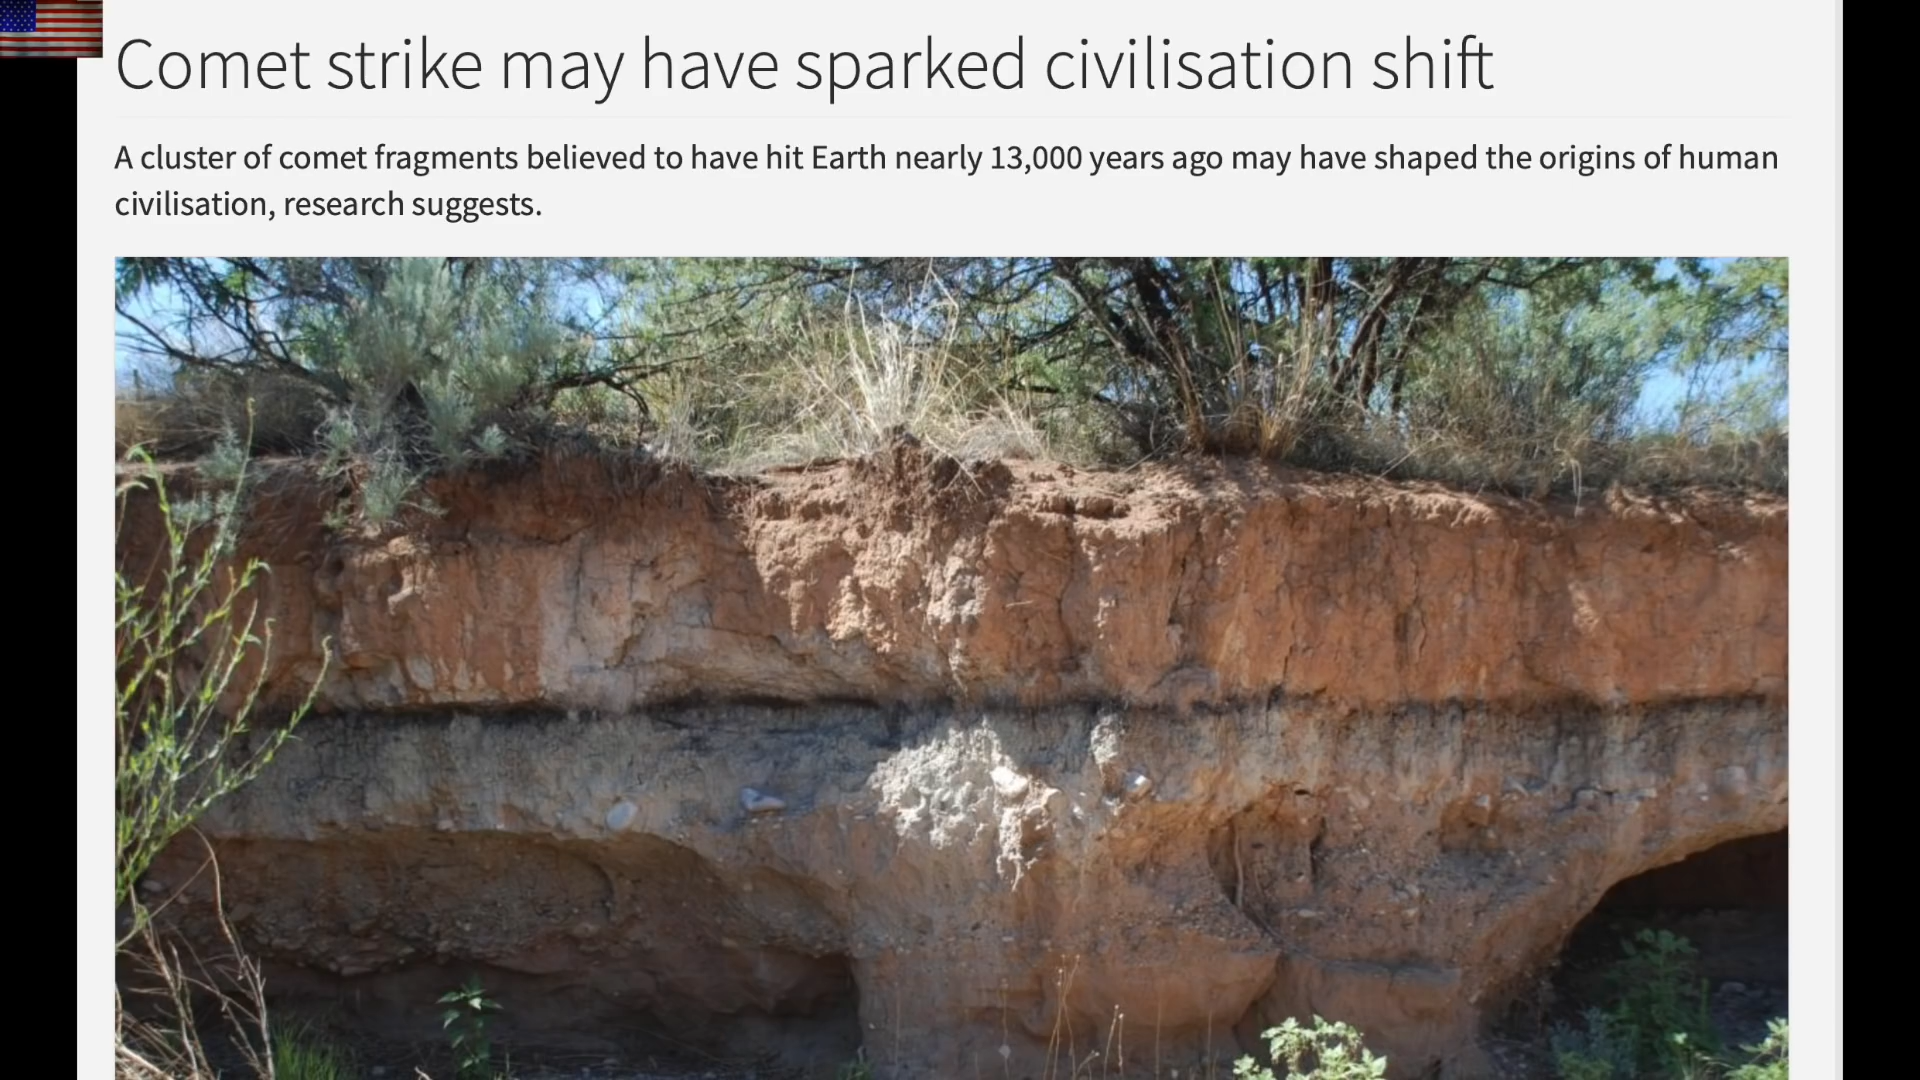 Comet strike may have sparked civilisation shift
A cluster of comet fragments believed to have hit Earth nearly 13,000 years ago may have shaped the origins of human
civilisation, research suggests.